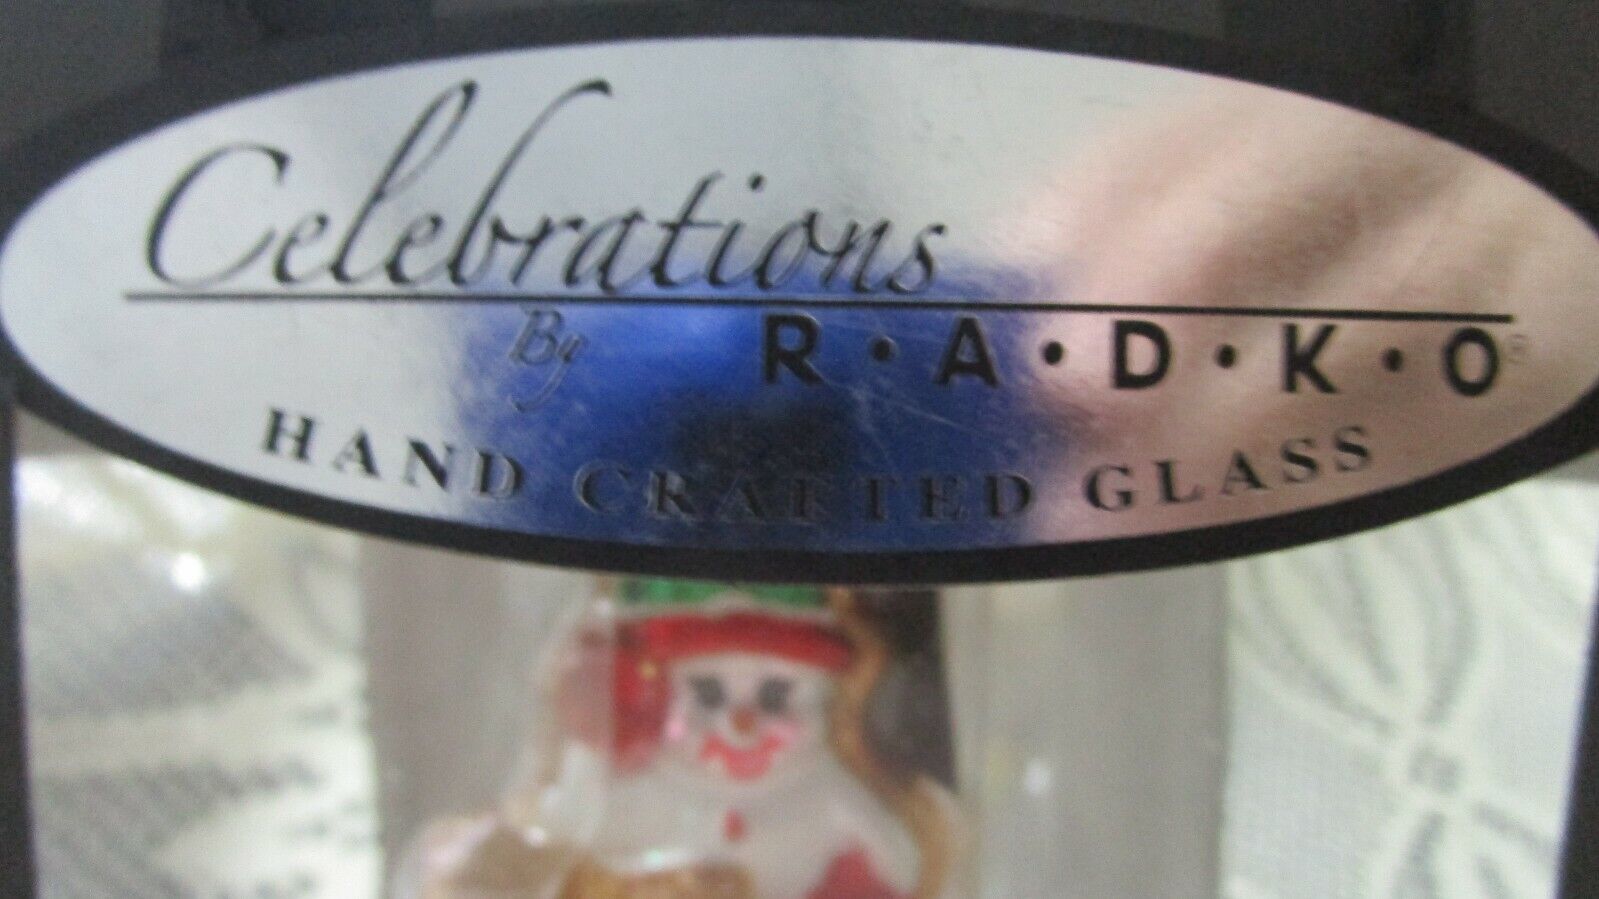 Celebrations
By R·A·D·K·O®
HAND CRAFTED GLASS